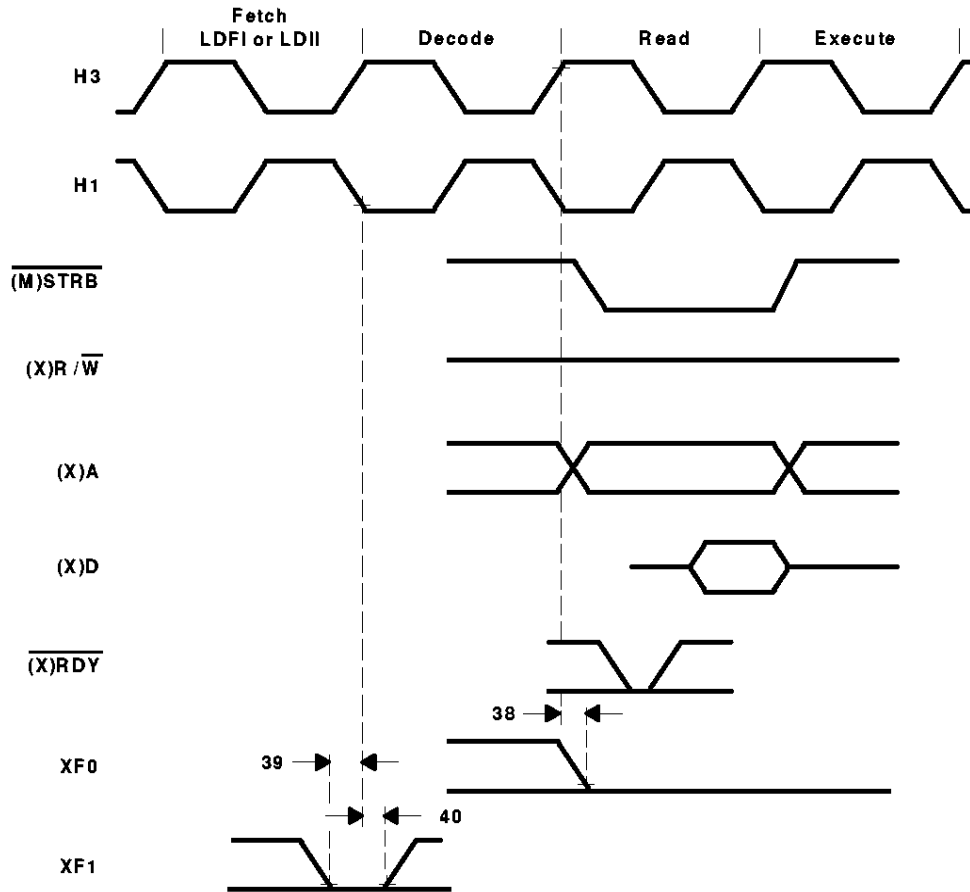 Fetch
LDFI or LDII
Decode
Read
Execute
H3
H1
(M)STRB
(X)R / W
(X)A
(X)D
(X)RDY
38
XF0
39
40
XF1